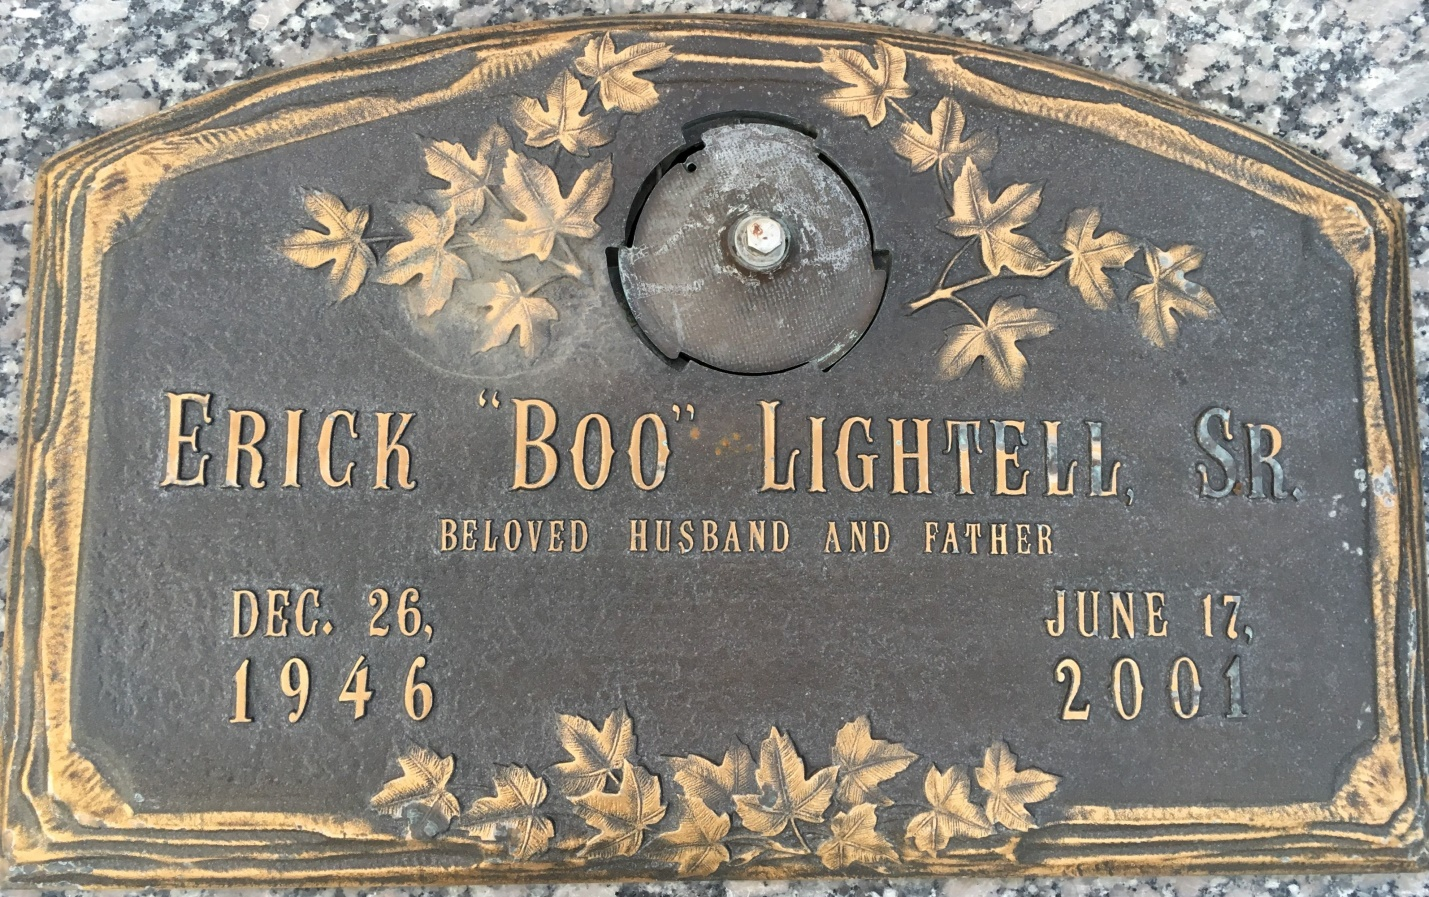 ERICK "BOO" LIGHTELL, SR.
BELOVED HUSBAND AND FATHER
DEC. 26,
1946
JUNE 17,
2001